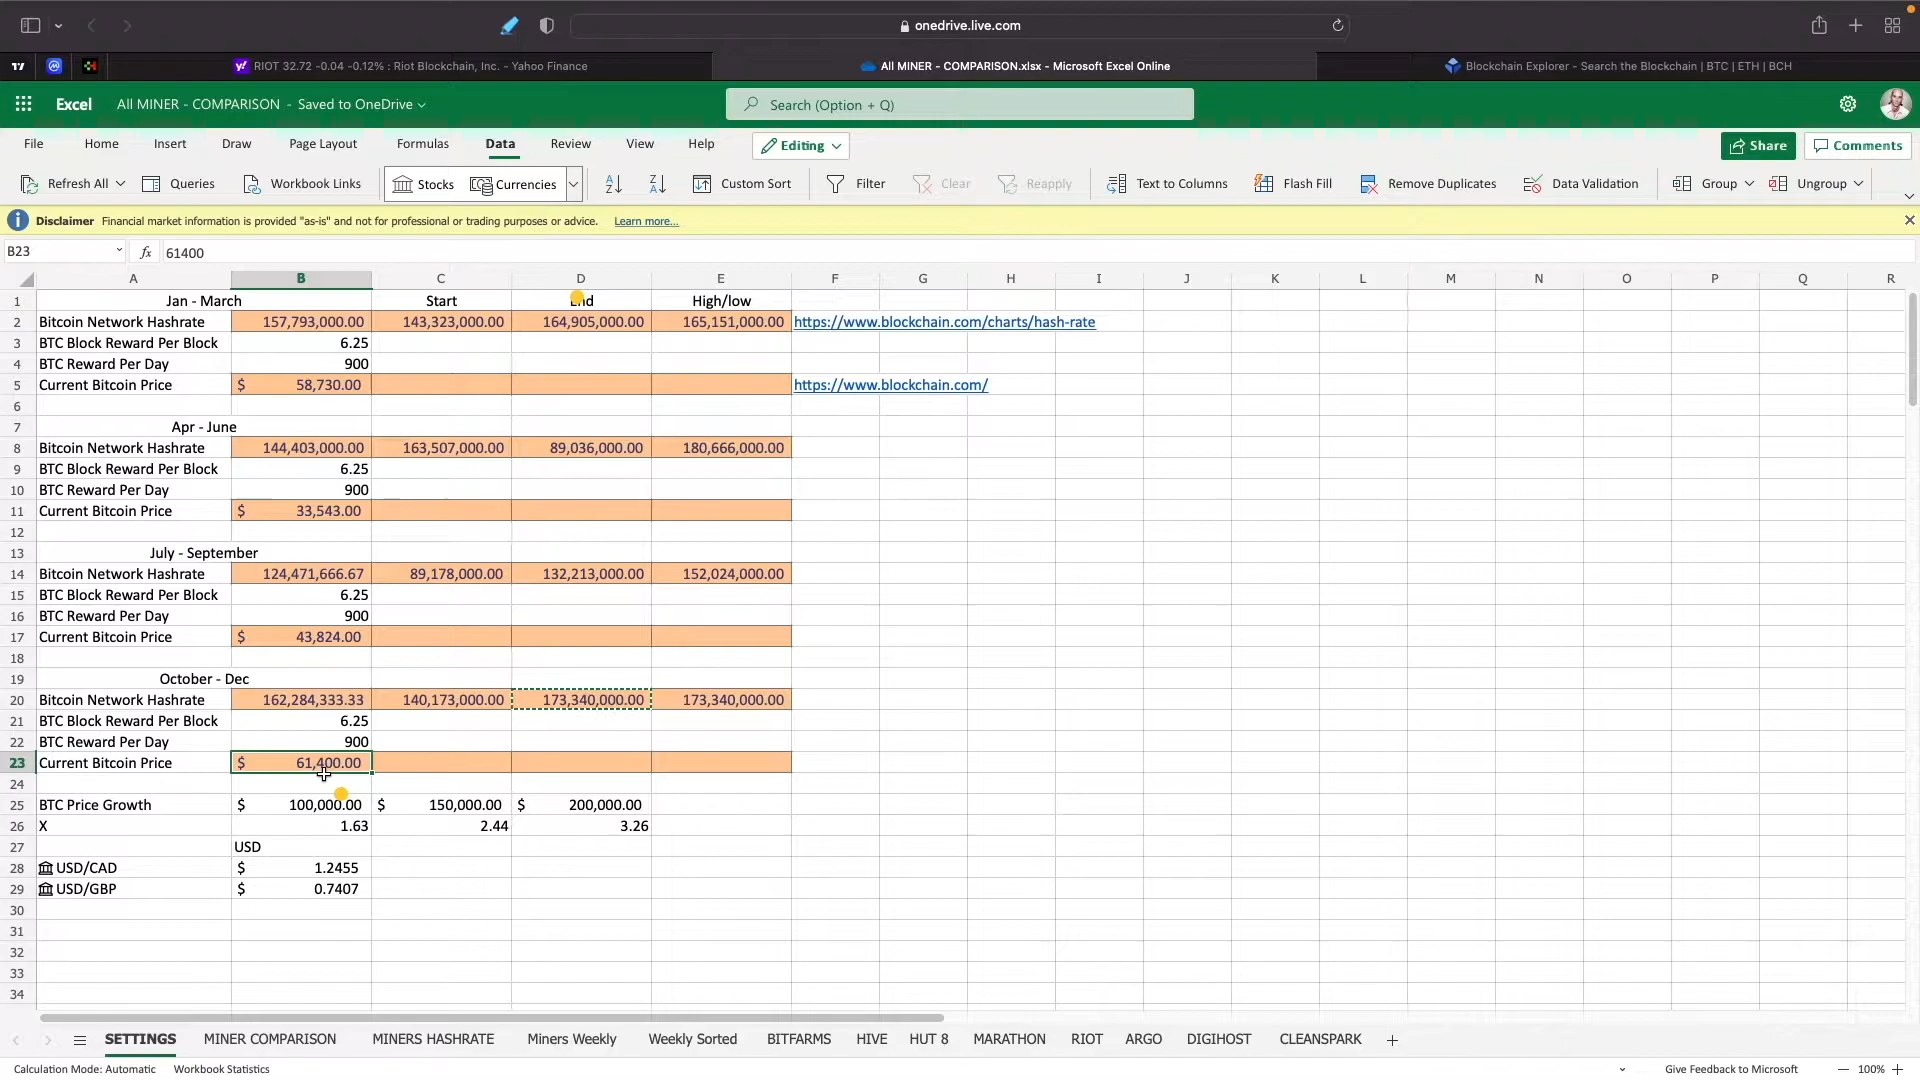 onedrive.live.com
RIOT 32.72 -0.04 -0.12% : Riot Blockchain, Inc. - Yahoo Finance
All MINER - COMPARISON.xlsx - Microsoft Excel Online
Blockchain Explorer - Search the Blockchain | BTC | ETH | BCH
Excel All MINER - COMPARISON - Saved to OneDrive
Search (Option + Q)
File Home Insert Draw Page Layout Formulas Data Review View Help Editing Share Comments
Refresh All Queries Workbook Links Stocks Currencies Custom Sort Filter Clear Reapply Text to Columns Flash Fill Remove Duplicates Data Validation Group Ungroup
Disclaimer Financial market information is provided "as-is" and not for professional or trading purposes or advice. Learn more...
B23 fx 61400
A B C D E F G H I J K L M N O P Q R
1 Jan - March Start End High/low
2 Bitcoin Network Hashrate 157,793,000.00 143,323,000.00 164,905,000.00 165,151,000.00 https://www.blockchain.com/charts/hash-rate
3 BTC Block Reward Per Block 6.25
4 BTC Reward Per Day 900
5 Current Bitcoin Price $ 58,730.00 https://www.blockchain.com/
6
7 Apr - June
8 Bitcoin Network Hashrate 144,403,000.00 163,507,000.00 89,036,000.00 180,666,000.00
9 BTC Block Reward Per Block 6.25
10 BTC Reward Per Day 900
11 Current Bitcoin Price $ 33,543.00
12
13 July - September
14 Bitcoin Network Hashrate 124,471,666.67 89,178,000.00 132,213,000.00 152,024,000.00
15 BTC Block Reward Per Block 6.25
16 BTC Reward Per Day 900
17 Current Bitcoin Price $ 43,824.00
18
19 October - Dec
20 Bitcoin Network Hashrate 162,284,333.33 140,173,000.00 173,340,000.00 173,340,000.00
21 BTC Block Reward Per Block 6.25
22 BTC Reward Per Day 900
23 Current Bitcoin Price $ 61,400.00
24
25 BTC Price Growth $ 100,000.00 $ 150,000.00 $ 200,000.00
26 X 1.63 2.44 3.26
27 USD
28 USD/CAD $ 1.2455
29 USD/GBP $ 0.7407
30
31
32
33
34
SETTINGS MINER COMPARISON MINERS HASHRATE Miners Weekly Weekly Sorted BITFARMS HIVE HUT 8 MARATHON RIOT ARGO DIGIHOST CLEANSPARK
Calculation Mode: Automatic Workbook Statistics Give Feedback to Microsoft 100%